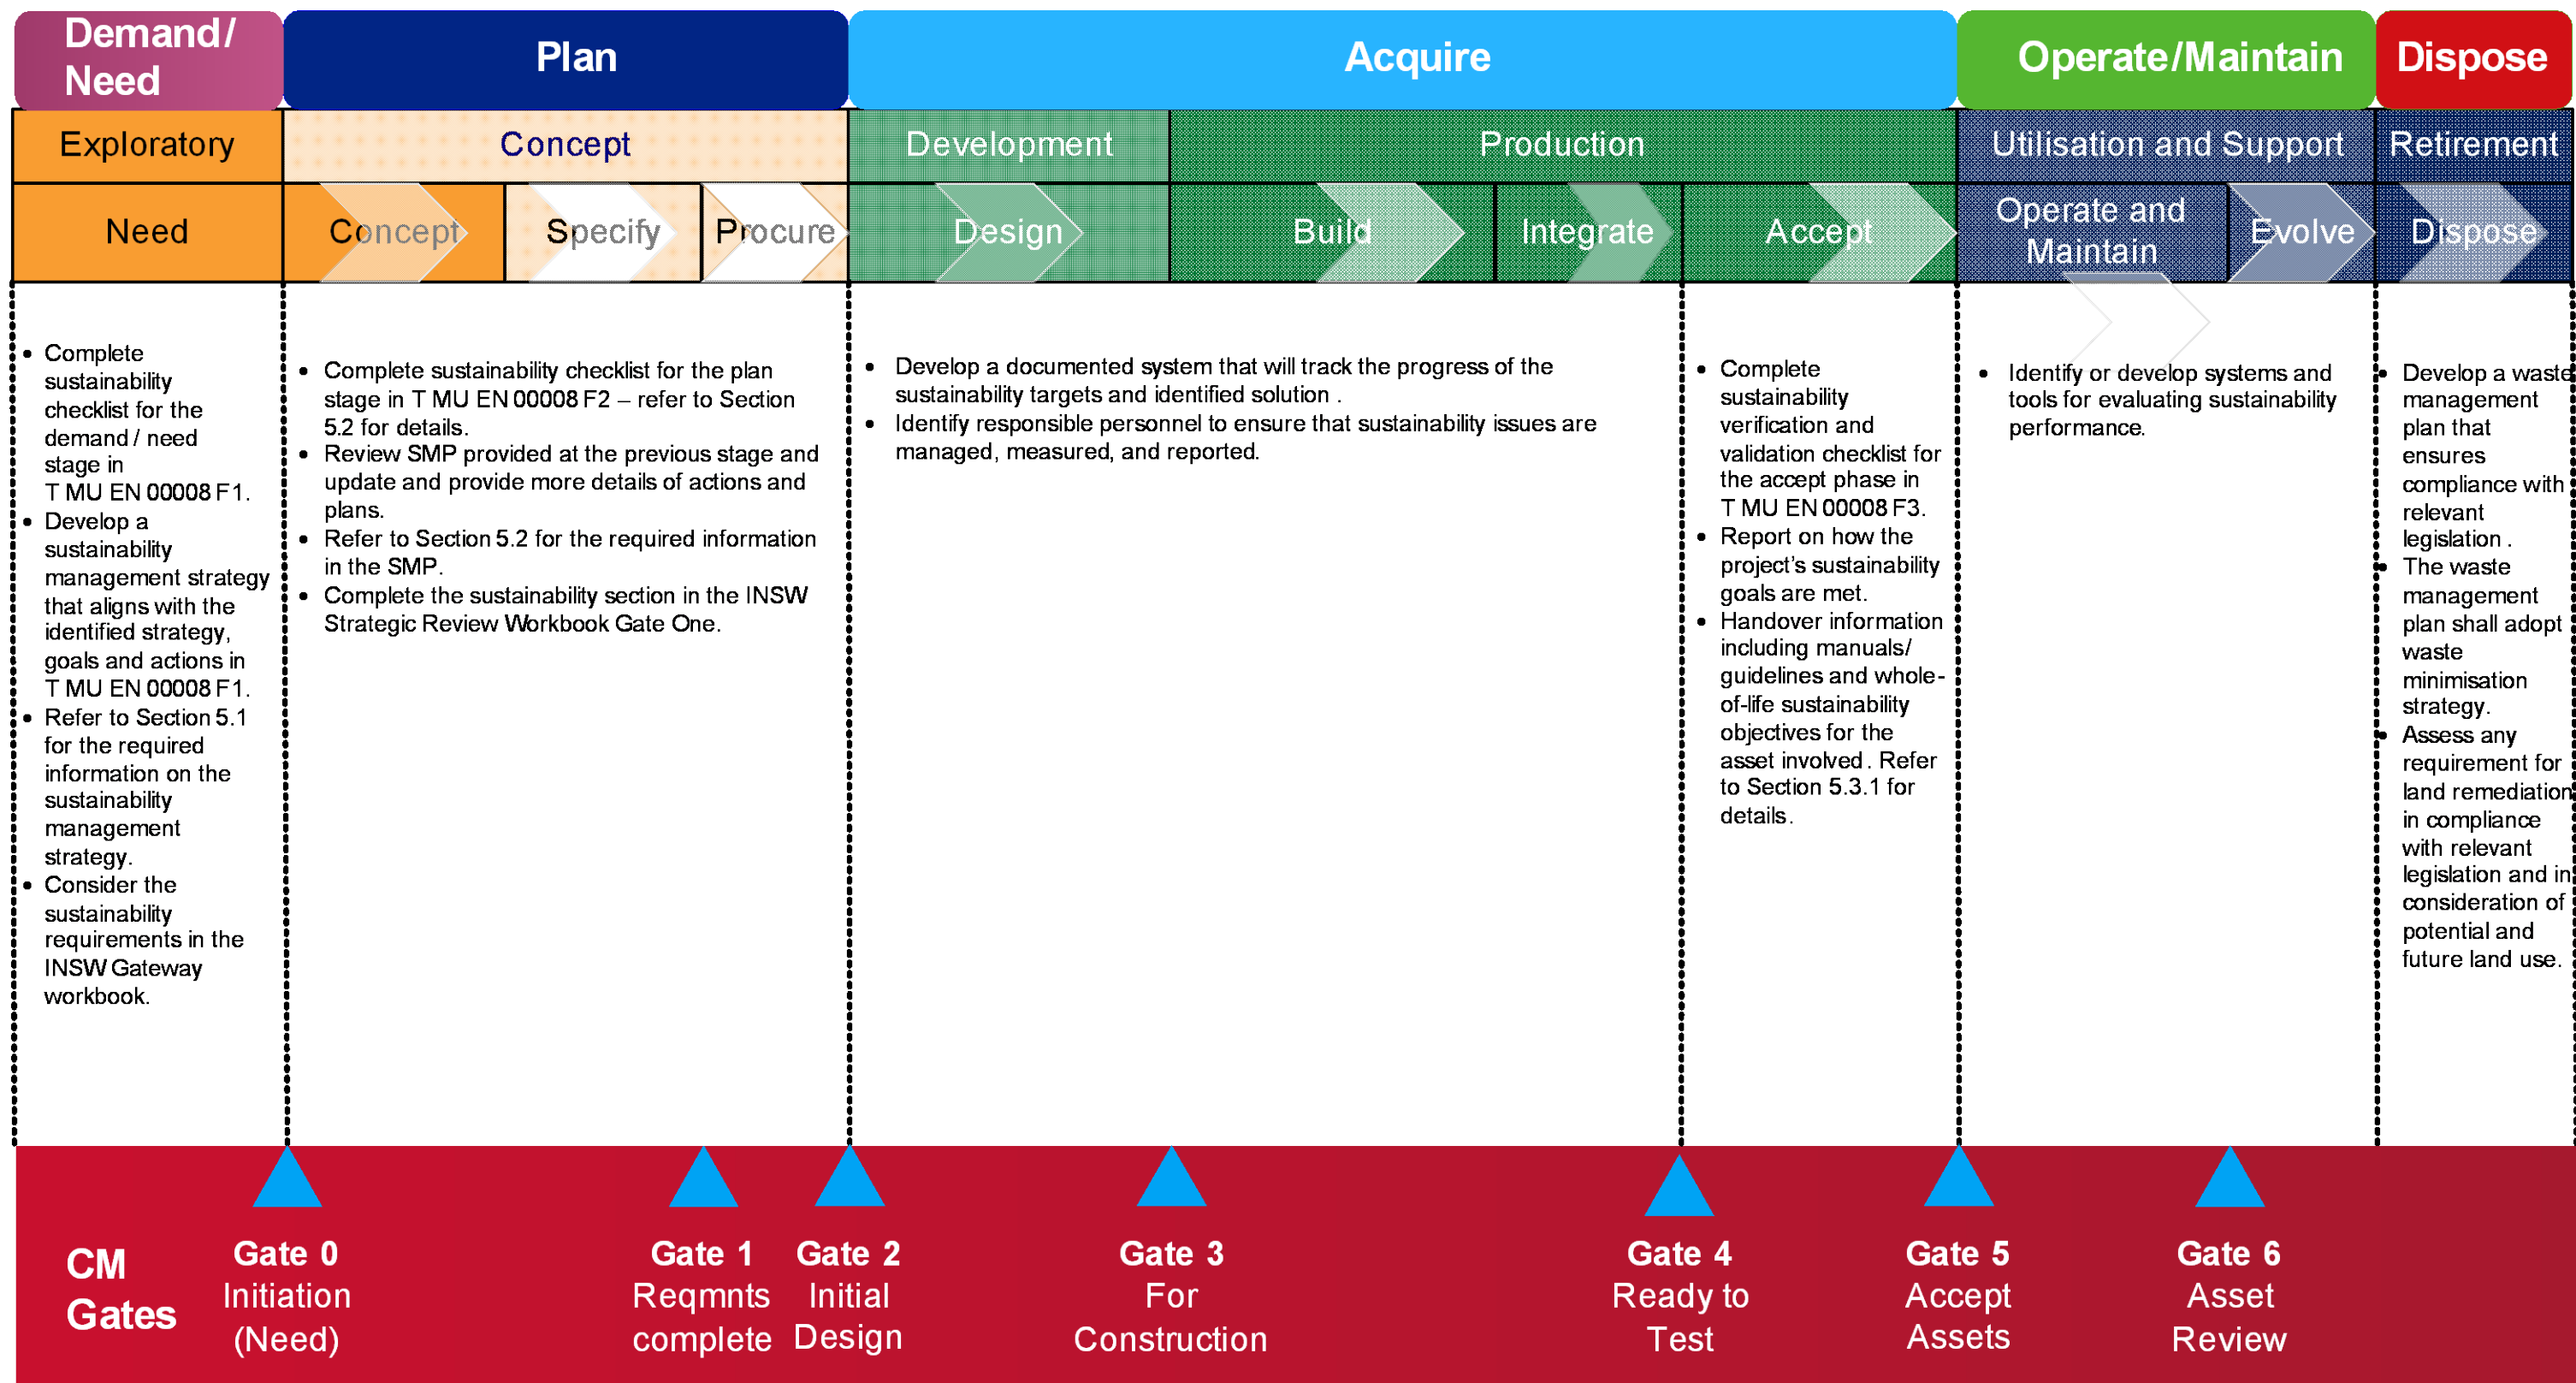 Demand/
Need
Plan
Acquire
Operate/Maintain
Dispose
Exploratory
Concept
Development
Production
Utilisation and Support
Retirement
Need
Concept
Specify
Procure
Design
Build
Integrate
Accept
Operate and
Maintain
Evolve
Dispose
• Complete
sustainability
checklist for the
demand / need
stage in
T MU EN 00008 F1.
• Develop a
sustainability
management strategy
that aligns with the
identified strategy,
goals and actions in
T MU EN 00008 F1.
• Refer to Section 5.1
for the required
information on the
sustainability
management
strategy.
• Consider the
sustainability
requirements in the
INSW Gateway
workbook.
• Complete sustainability checklist for the plan
stage in T MU EN 00008 F2 – refer to Section
5.2 for details.
• Review SMP provided at the previous stage and
update and provide more details of actions and
plans.
• Refer to Section 5.2 for the required information
in the SMP.
• Complete the sustainability section in the INSW
Strategic Review Workbook Gate One.
• Develop a documented system that will track the progress of the
sustainability targets and identified solution .
• Identify responsible personnel to ensure that sustainability issues are
managed, measured, and reported.
• Complete
sustainability
verification and
validation checklist for
the accept phase in
T MU EN 00008 F3.
• Report on how the
project's sustainability
goals are met.
• Handover information
including manuals/
guidelines and whole-
of-life sustainability
objectives for the
asset involved. Refer
to Section 5.3.1 for
details.
• Identify or develop systems and
tools for evaluating sustainability
performance.
• Develop a waste
management
plan that
ensures
compliance with
relevant
legislation .
• The waste
management
plan shall adopt
waste
minimisation
strategy.
• Assess any
requirement for
land remediation
in compliance
with relevant
legislation and in
consideration of
potential and
future land use.
CM
Gates
Gate 0
Initiation
(Need)
Gate 1
Reqmnts
complete
Gate 2
Initial
Design
Gate 3
For
Construction
Gate 4
Ready to
Test
Gate 5
Accept
Assets
Gate 6
Asset
Review